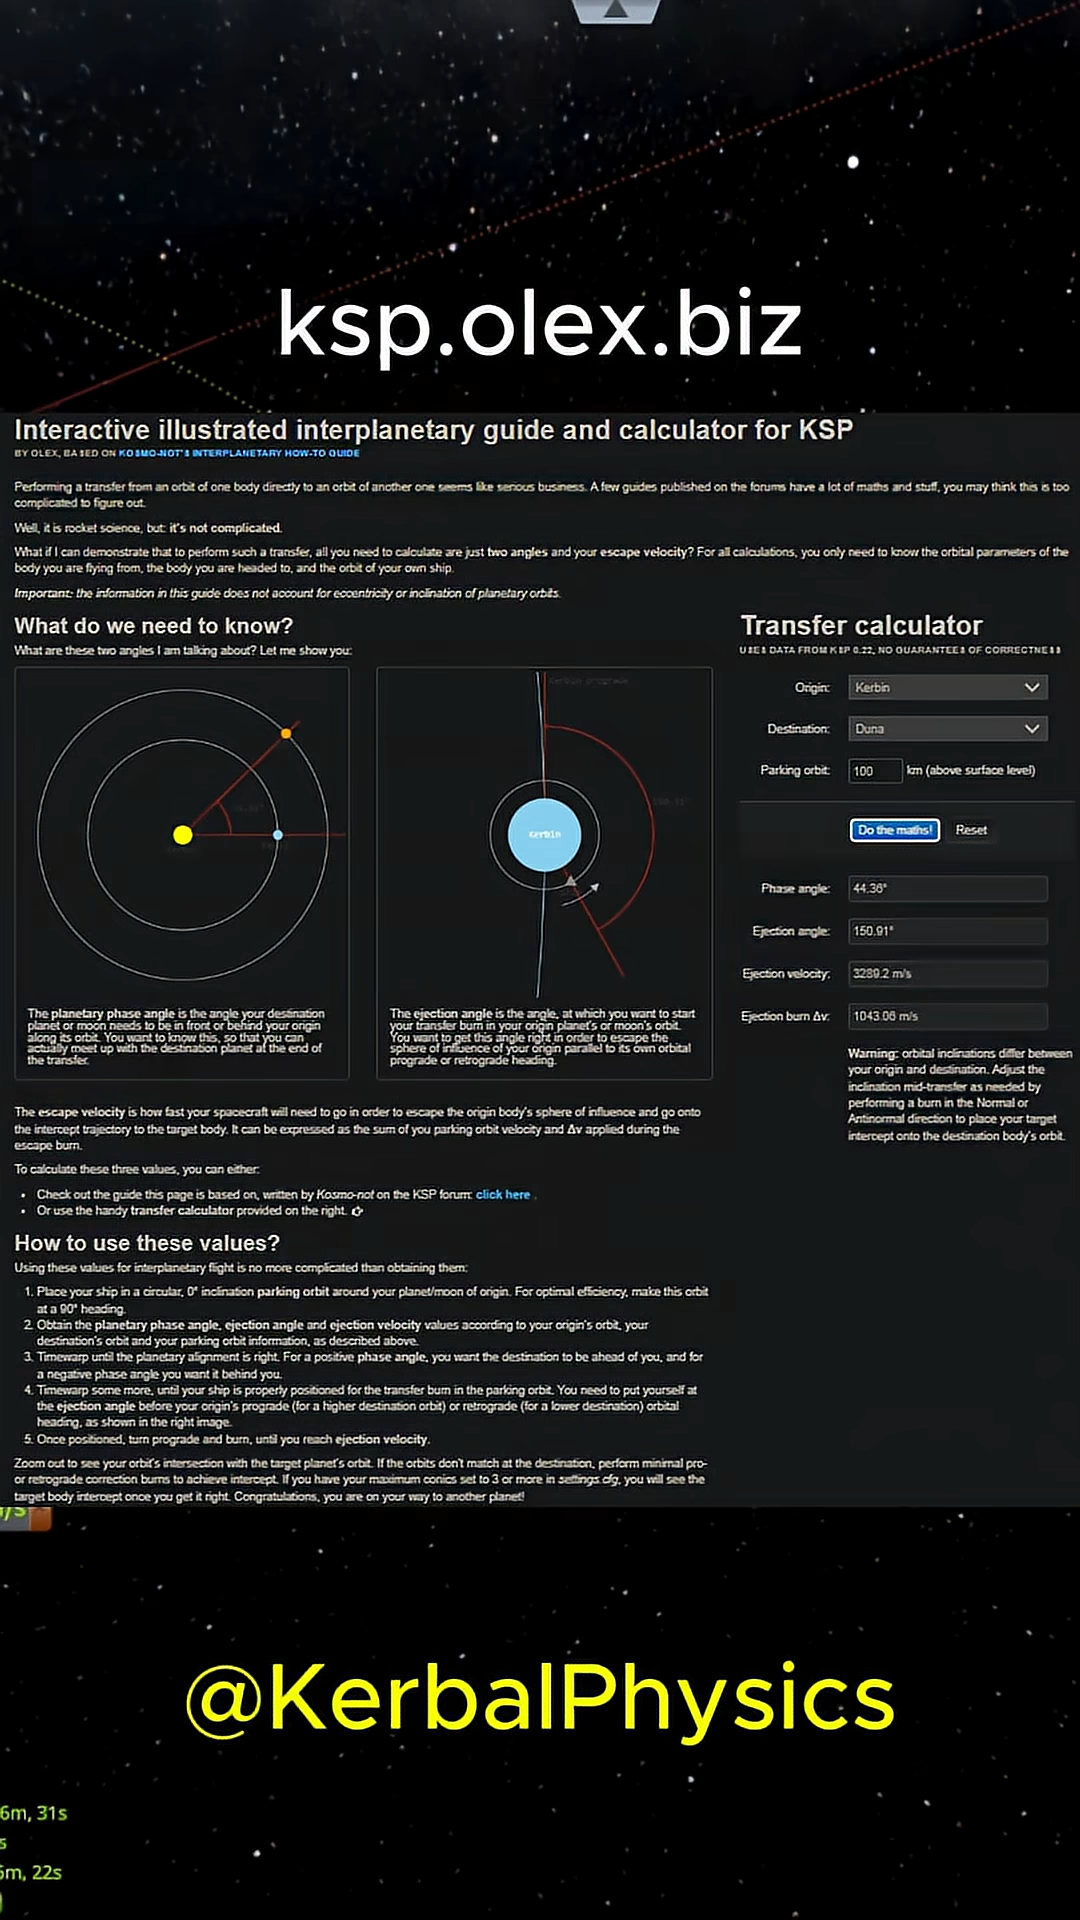 ksp.olex.biz
Interactive illustrated interplanetary guide and calculator for KSP
BY OLEX, BASED ON KOSMO-NOT'S INTERPLANETARY HOW-TO GUIDE
Performing a transfer from an orbit of one body directly to an orbit of another one seems like serious business. A few guides published on the forums have a lot of maths and stuff, you may think this is too
complicated to figure out.
Well, it is rocket science, but: it's not complicated.
What if I can demonstrate that to perform such a transfer, all you need to calculate are just two angles and your escape velocity? For all calculations, you only need to know the orbital parameters of the
body you are flying from, the body you are headed to, and the orbit of your own ship.
Important: the information in this guide does not account for eccentricity or inclination of planetary orbits.
What do we need to know?
What are these two angles I am talking about? Let me show you:
Kerbin prograde
Kerbin
The planetary phase angle is the angle your destination
planet or moon needs to be in front or behind your origin
along its orbit. You want to know this, so that you can
actually meet up with the destination planet at the end of
the transfer.
The ejection angle is the angle, at which you want to start
your transfer burn in your origin planet's or moon's orbit.
You want to get this angle right in order to escape the
sphere of influence of your origin parallel to its own orbital
prograde or retrograde heading.
Transfer calculator
USES DATA FROM KSP 0.22, NO GUARANTEES OF CORRECTNESS
Origin: Kerbin
Destination: Duna
Parking orbit: 100 km (above surface level)
Do the maths! Reset
Phase angle: 44.36°
Ejection angle: 150.91°
Ejection velocity: 3289.2 m/s
Ejection burn Δv: 1043.06 m/s
Warning: orbital inclinations differ between
your origin and destination. Adjust the
inclination mid-transfer as needed by
performing a burn in the Normal or
Antinormal direction to place your target
intercept onto the destination body's orbit.
The escape velocity is how fast your spacecraft will need to go in order to escape the origin body's sphere of influence and go onto
the intercept trajectory to the target body. It can be expressed as the sum of you parking orbit velocity and Δv applied during the
escape burn.
To calculate these three values, you can either:
• Check out the guide this page is based on, written by Kosmo-not on the KSP forum: click here .
• Or use the handy transfer calculator provided on the right.
How to use these values?
Using these values for interplanetary flight is no more complicated than obtaining them:
1. Place your ship in a circular, 0° inclination parking orbit around your planet/moon of origin. For optimal efficiency, make this orbit
at a 90° heading.
2. Obtain the planetary phase angle, ejection angle and ejection velocity values according to your origin's orbit, your
destination's orbit and your parking orbit information, as described above.
3. Timewarp until the planetary alignment is right. For a positive phase angle, you want the destination to be ahead of you, and for
a negative phase angle you want it behind you.
4. Timewarp some more, until your ship is properly positioned for the transfer burn in the parking orbit. You need to put yourself at
the ejection angle before your origin's prograde (for a higher destination orbit) or retrograde (for a lower destination) orbital
heading, as shown in the right image.
5. Once positioned, turn prograde and burn, until you reach ejection velocity.
Zoom out to see your orbit's intersection with the target planet's orbit. If the orbits don't match at the destination, perform minimal pro-
or retrograde correction burns to achieve intercept. If you have your maximum conics set to 3 or more in settings.cfg, you will see the
target body intercept once you get it right. Congratulations, you are on your way to another planet!
/s
@KerbalPhysics
6m, 31s
s
6m, 22s